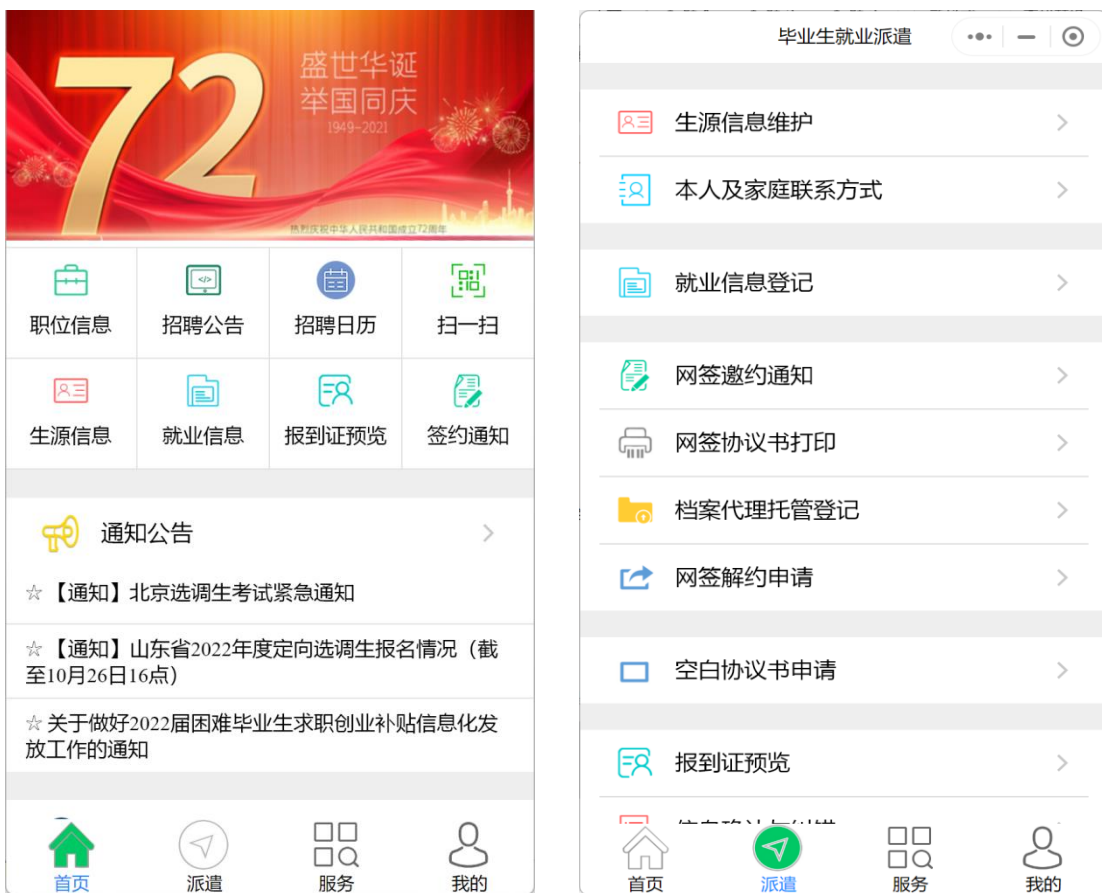 72
盛世华诞
举国同庆
1949-2021
热烈庆祝中华人民共和国成立72周年
职位信息
招聘公告
招聘日历
扫一扫
生源信息
就业信息
报到证预览
签约通知
通知公告
☆【通知】北京选调生考试紧急通知
☆【通知】山东省2022年度定向选调生报名情况（截
至10月26日16点）
☆关于做好2022届困难毕业生求职创业补贴信息化发
放工作的通知
首页
派遣
服务
我的
毕业生就业派遣
生源信息维护
本人及家庭联系方式
就业信息登记
网签邀约通知
网签协议书打印
档案代理托管登记
网签解约申请
空白协议书申请
报到证预览
首页
派遣
服务
我的